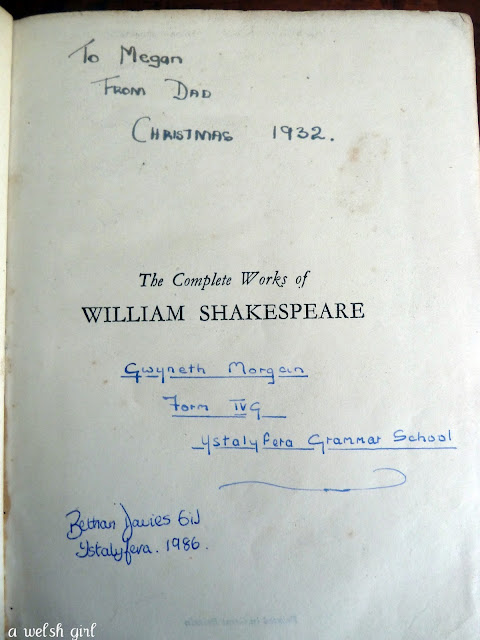 To Megan
From Dad
Christmas 1932.
The Complete Works of
WILLIAM SHAKESPEARE
Gwyneth Morgan
Form IVG
Ystalyfera Grammar School
Bethan Davies
Ystalyfera. 1986.
a welsh girl